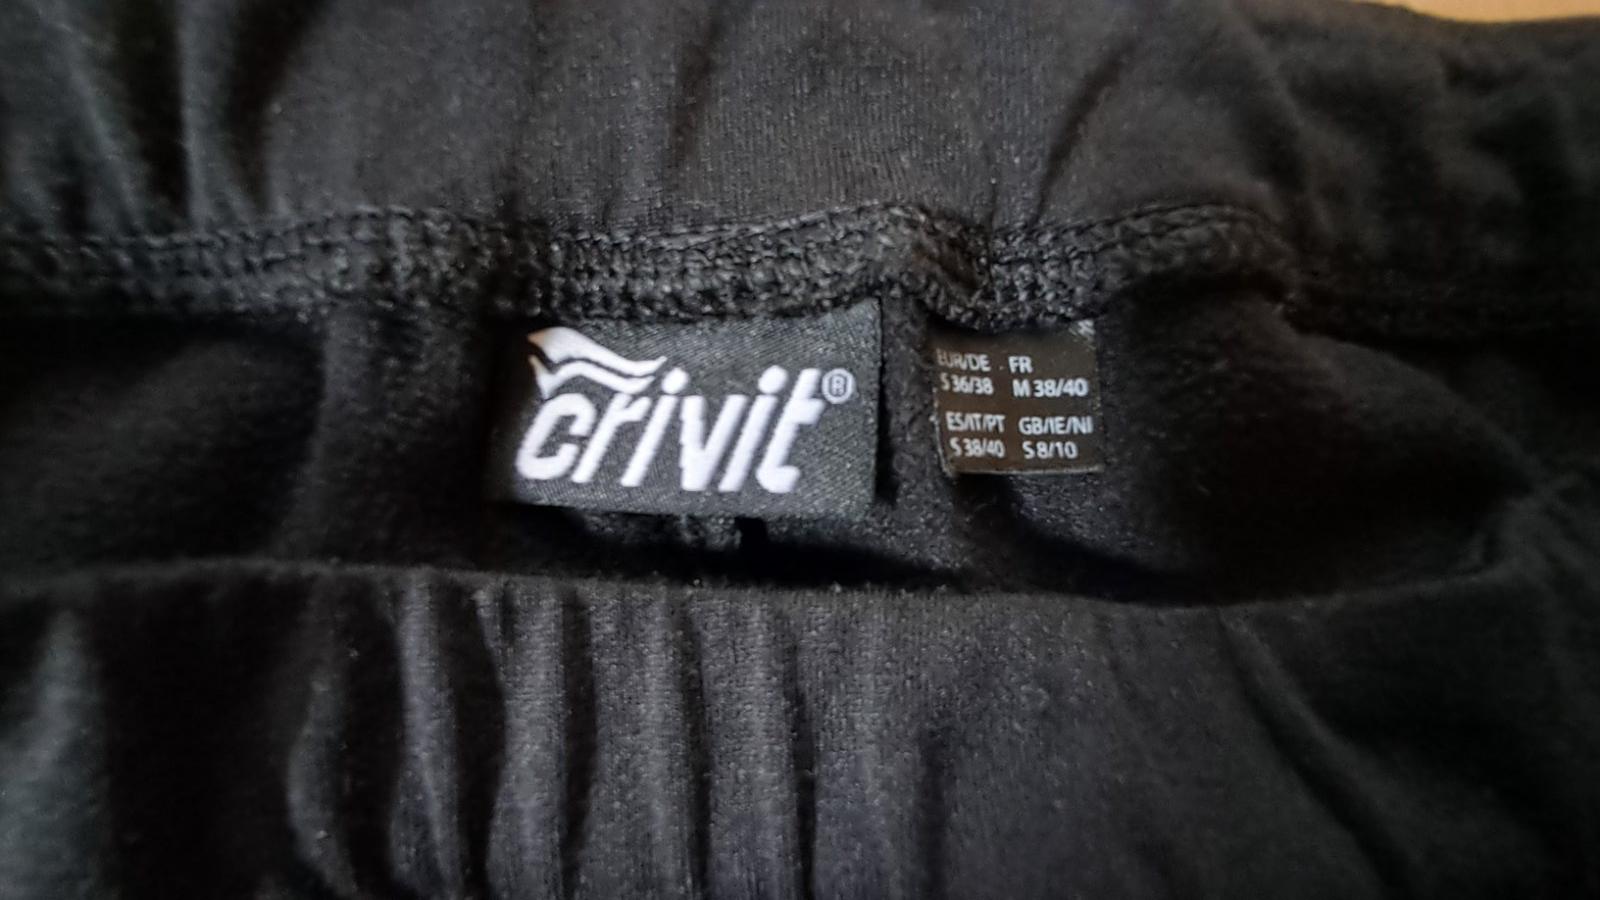 crivit®
EUR/DE FR
S 36/38 M 38/40
ES/IT/PT GB/IE/NI
S 38/40 S 8/10